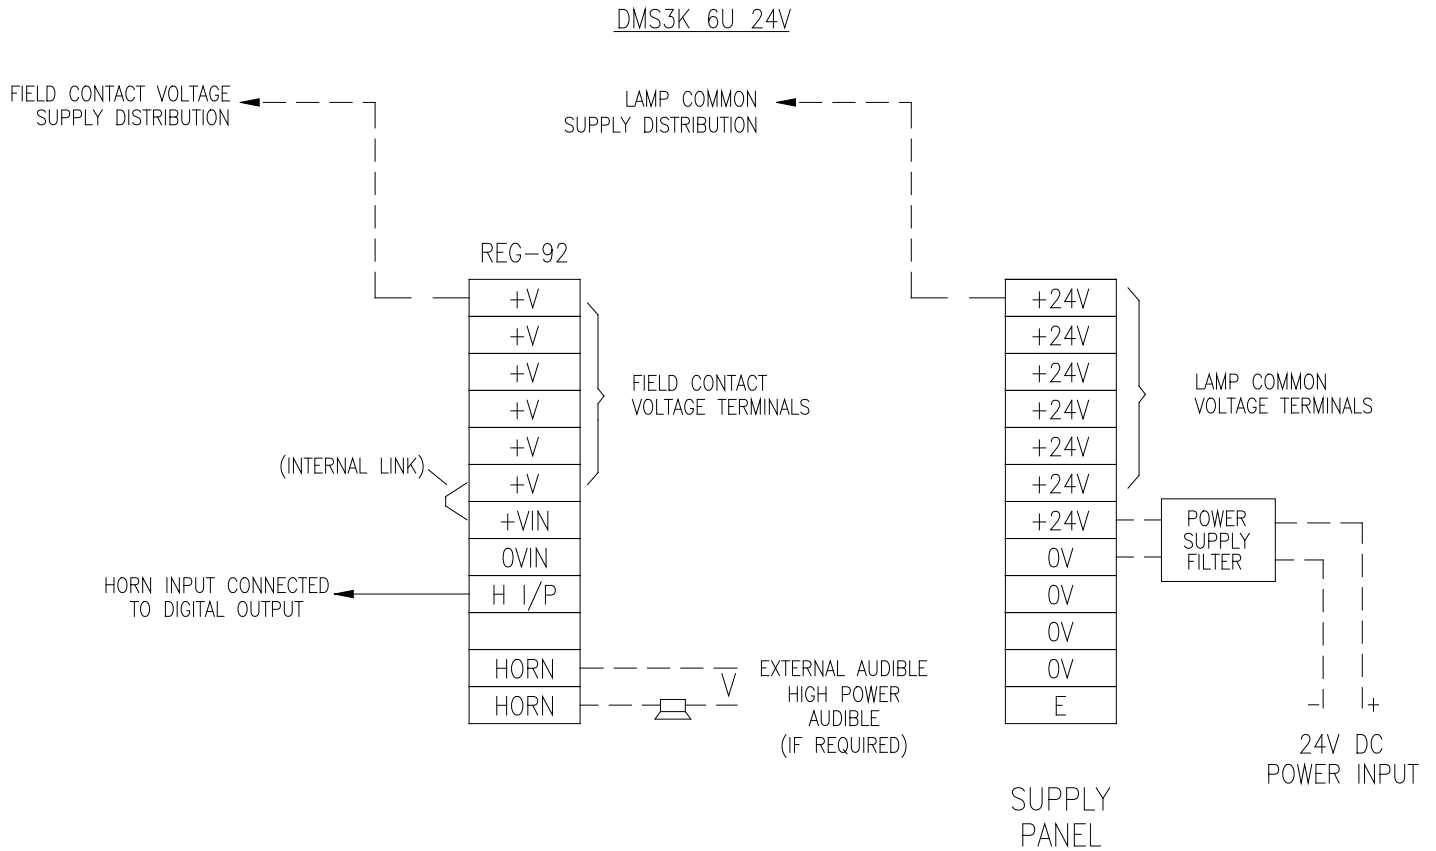 DMS3K 6U 24V
FIELD CONTACT VOLTAGE
SUPPLY DISTRIBUTION
LAMP COMMON
SUPPLY DISTRIBUTION
REG-92
+V
+V
+V
+V
+V
+V
+VIN
0VIN
H I/P
HORN
HORN
FIELD CONTACT
VOLTAGE TERMINALS
(INTERNAL LINK)
HORN INPUT CONNECTED
TO DIGITAL OUTPUT
V
EXTERNAL AUDIBLE
HIGH POWER
AUDIBLE
(IF REQUIRED)
+24V
+24V
+24V
+24V
+24V
+24V
+24V
0V
0V
0V
0V
E
LAMP COMMON
VOLTAGE TERMINALS
POWER
SUPPLY
FILTER
- +
24V DC
POWER INPUT
SUPPLY
PANEL